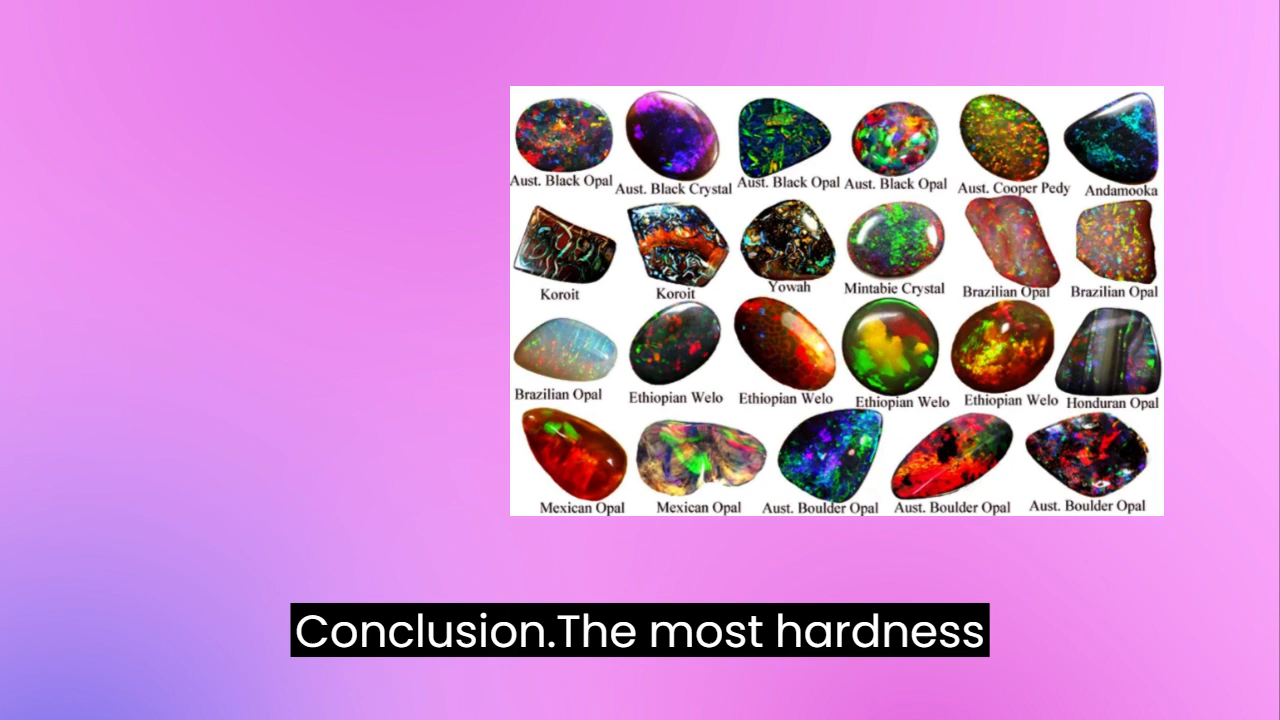 Aust. Black Opal Aust. Black Crystal Aust. Black Opal Aust. Black Opal Aust. Cooper Pedy Andamooka
Koroit Koroit Yowah Mintabie Crystal Brazilian Opal Brazilian Opal
Brazilian Opal Ethiopian Welo Ethiopian Welo Ethiopian Welo Ethiopian Welo Honduran Opal
Mexican Opal Mexican Opal Aust. Boulder Opal Aust. Boulder Opal Aust. Boulder Opal
Conclusion.The most hardness